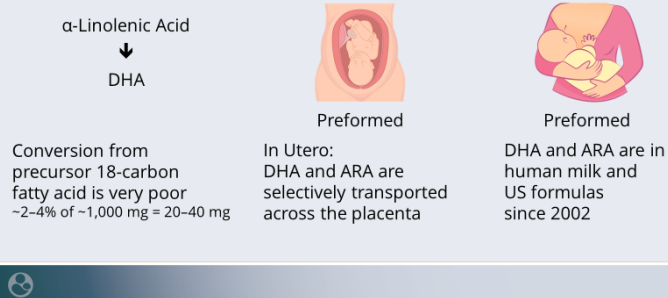 α-Linolenic Acid
🡻
DHA
Conversion from
precursor 18-carbon
fatty acid is very poor
~2–4% of ~1,000 mg = 20–40 mg
Preformed
In Utero:
DHA and ARA are
selectively transported
across the placenta
Preformed
DHA and ARA are in
human milk and
US formulas
since 2002